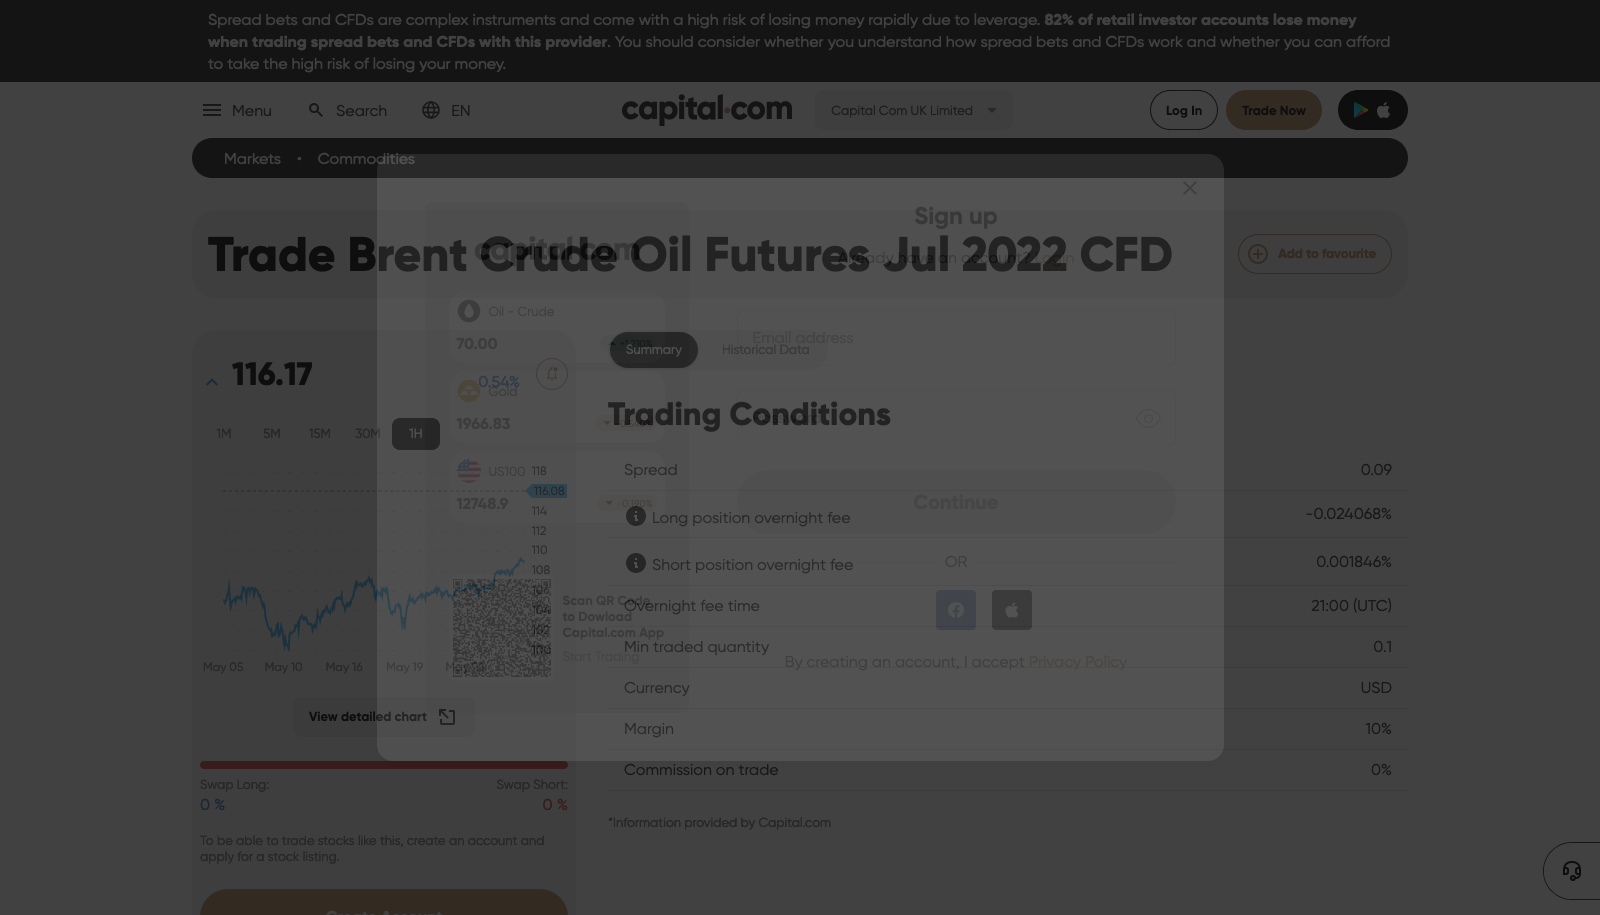 Spread bets and CFDs are complex instruments and come with a high risk of losing money rapidly due to leverage. 82% of retail investor accounts lose money
when trading spread bets and CFDs with this provider. You should consider whether you understand how spread bets and CFDs work and whether you can afford
to take the high risk of losing your money.
Menu
Search
EN
capital.com
Capital Com UK Limited
Log In
Trade Now
Markets • Commodities
Sign up
capital.com
Trade Brent Crude Oil Futures Jul 2022 CFD
Already have an account? Login
Add to favourite
Oil - Crude
70.00
Email address
Summary
Historical Data
116.17
0.54%
Gold
1966.83
Trading Conditions
1M
5M
15M
30M
1H
US100
12748.9
118
116.08
114
112
110
108
106
104
102
100
May 05
May 10
May 16
May 19
Spread
0.09
Continue
Long position overnight fee
-0.024068%
Short position overnight fee
0.001846%
OR
Overnight fee time
21:00 (UTC)
Scan QR Code
to Dowload
Capital.com App
Start Trading
Min traded quantity
0.1
By creating an account, I accept Privacy Policy
Currency
USD
Margin
10%
Commission on trade
0%
View detailed chart
Swap Long:
Swap Short:
0 %
0 %
To be able to trade stocks like this, create an account and
apply for a stock listing.
*Information provided by Capital.com
Create Account